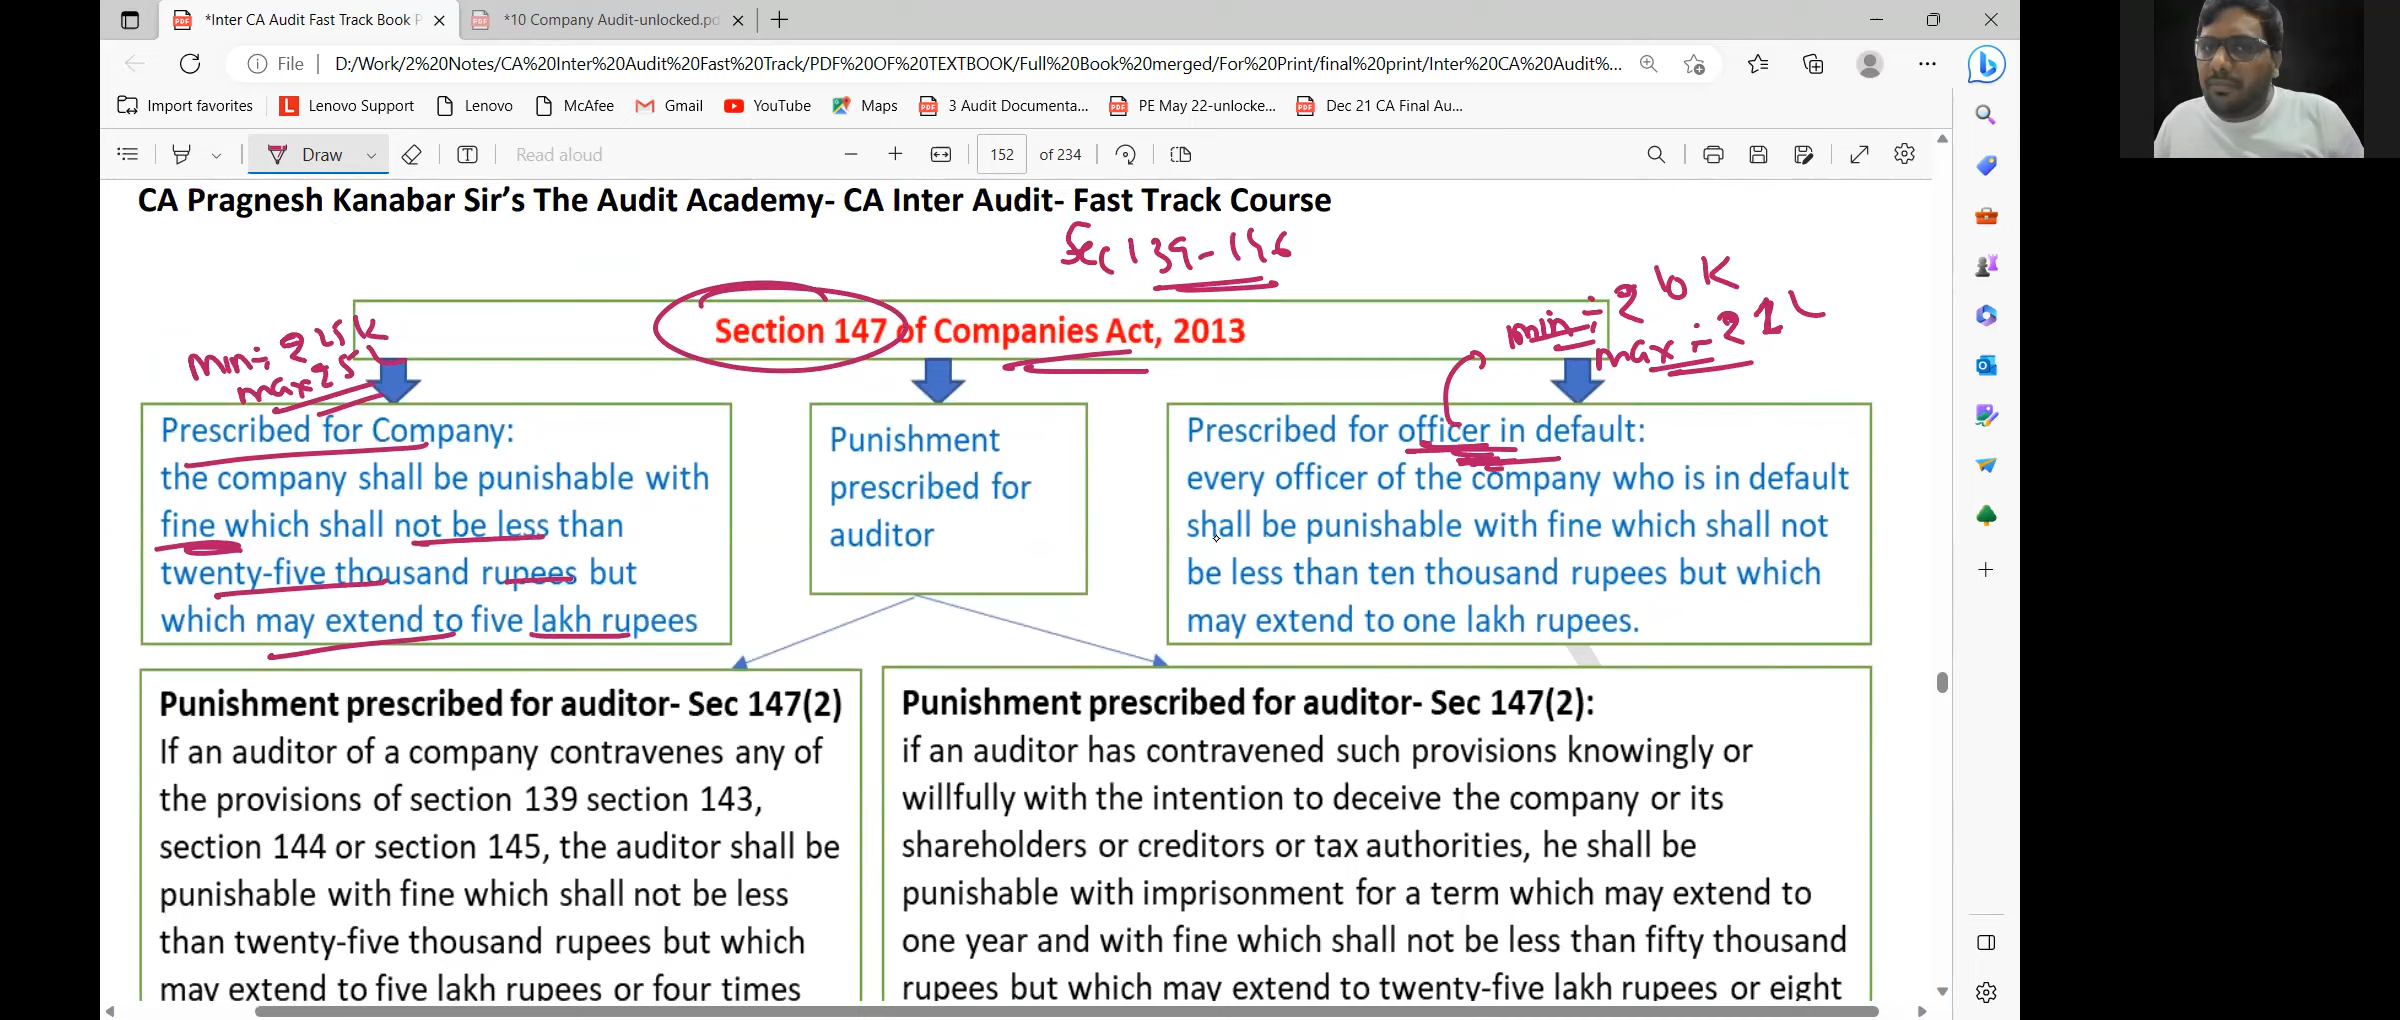 *Inter CA Audit Fast Track Book P
*10 Company Audit-unlocked.pd
File
D:/Work/2%20Notes/CA%20Inter%20Audit%20Fast%20Track/PDF%20OF%20TEXTBOOK/Full%20Book%20merged/For%20Print/final%20print/Inter%20CA%20Audit%...
Import favorites
Lenovo Support
Lenovo
McAfee
Gmail
YouTube
Maps
3 Audit Documenta...
PE May 22-unlocke...
Dec 21 CA Final Au...
Draw
Read aloud
152 of 234
CA Pragnesh Kanabar Sir's The Audit Academy- CA Inter Audit- Fast Track Course
Sec 139-146
Section 147 of Companies Act, 2013
min:- ₹ 25K
max ₹ 5 L
min:- ₹ 10K
max:- ₹ 1L
Prescribed for Company:
the company shall be punishable with
fine which shall not be less than
twenty-five thousand rupees but
which may extend to five lakh rupees
Punishment
prescribed for
auditor
Prescribed for officer in default:
every officer of the company who is in default
shall be punishable with fine which shall not
be less than ten thousand rupees but which
may extend to one lakh rupees.
Punishment prescribed for auditor- Sec 147(2)
If an auditor of a company contravenes any of
the provisions of section 139 section 143,
section 144 or section 145, the auditor shall be
punishable with fine which shall not be less
than twenty-five thousand rupees but which
may extend to five lakh rupees or four times
Punishment prescribed for auditor- Sec 147(2):
if an auditor has contravened such provisions knowingly or
willfully with the intention to deceive the company or its
shareholders or creditors or tax authorities, he shall be
punishable with imprisonment for a term which may extend to
one year and with fine which shall not be less than fifty thousand
rupees but which may extend to twenty-five lakh rupees or eight